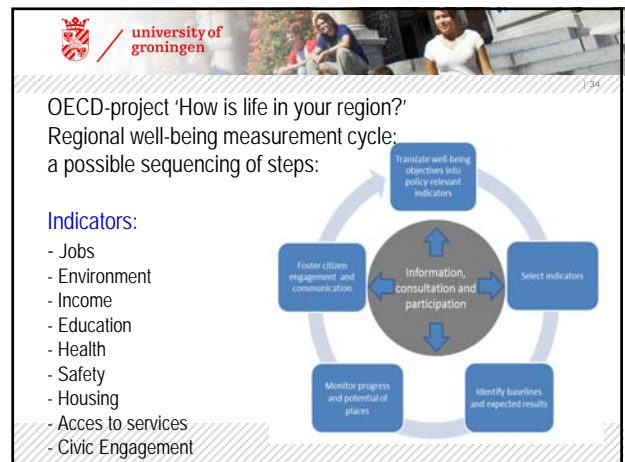 university of
groningen
| 34
OECD-project 'How is life in your region?'
Regional well-being measurement cycle:
a possible sequencing of steps:
Indicators:
- Jobs
- Environment
- Income
- Education
- Health
- Safety
- Housing
- Acces to services
- Civic Engagement
Translate well-being
objectives into
policy-relevant
indicators
Select indicators
Identify baselines
and expected results
Monitor progress
and potential of
places
Foster citizen
engagement and
communication
Information,
consultation and
participation